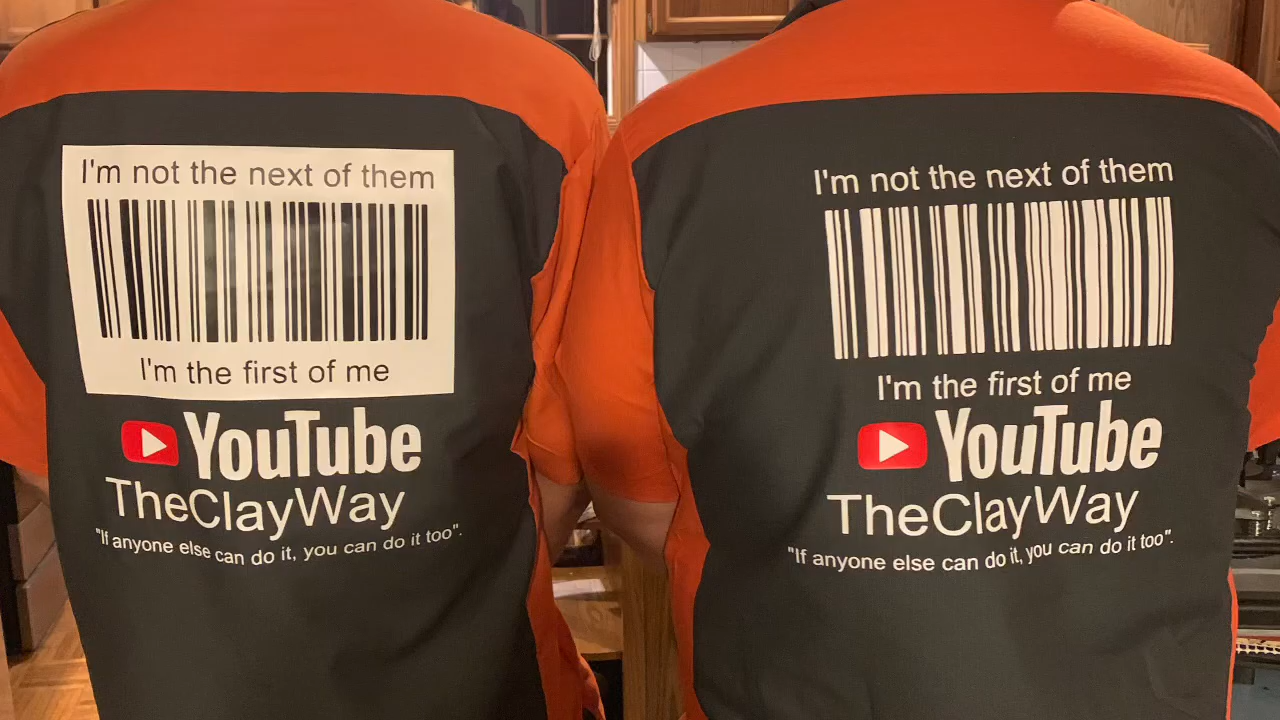 I'm not the next of them
I'm the first of me
YouTube
TheClayWay
"If anyone else can do it, you can do it too".
I'm not the next of them
I'm the first of me
YouTube
TheClayWay
"If anyone else can do it, you can do it too".